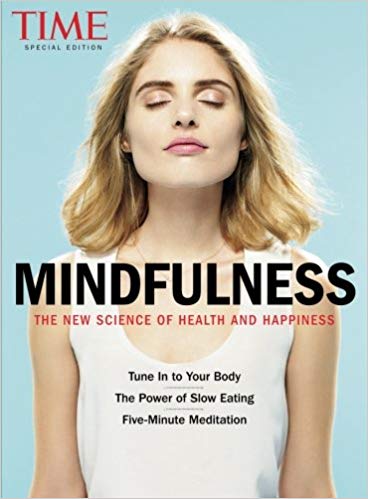 TIME
SPECIAL EDITION
MINDFULNESS
THE NEW SCIENCE OF HEALTH AND HAPPINESS
Tune In to Your Body
The Power of Slow Eating
Five-Minute Meditation